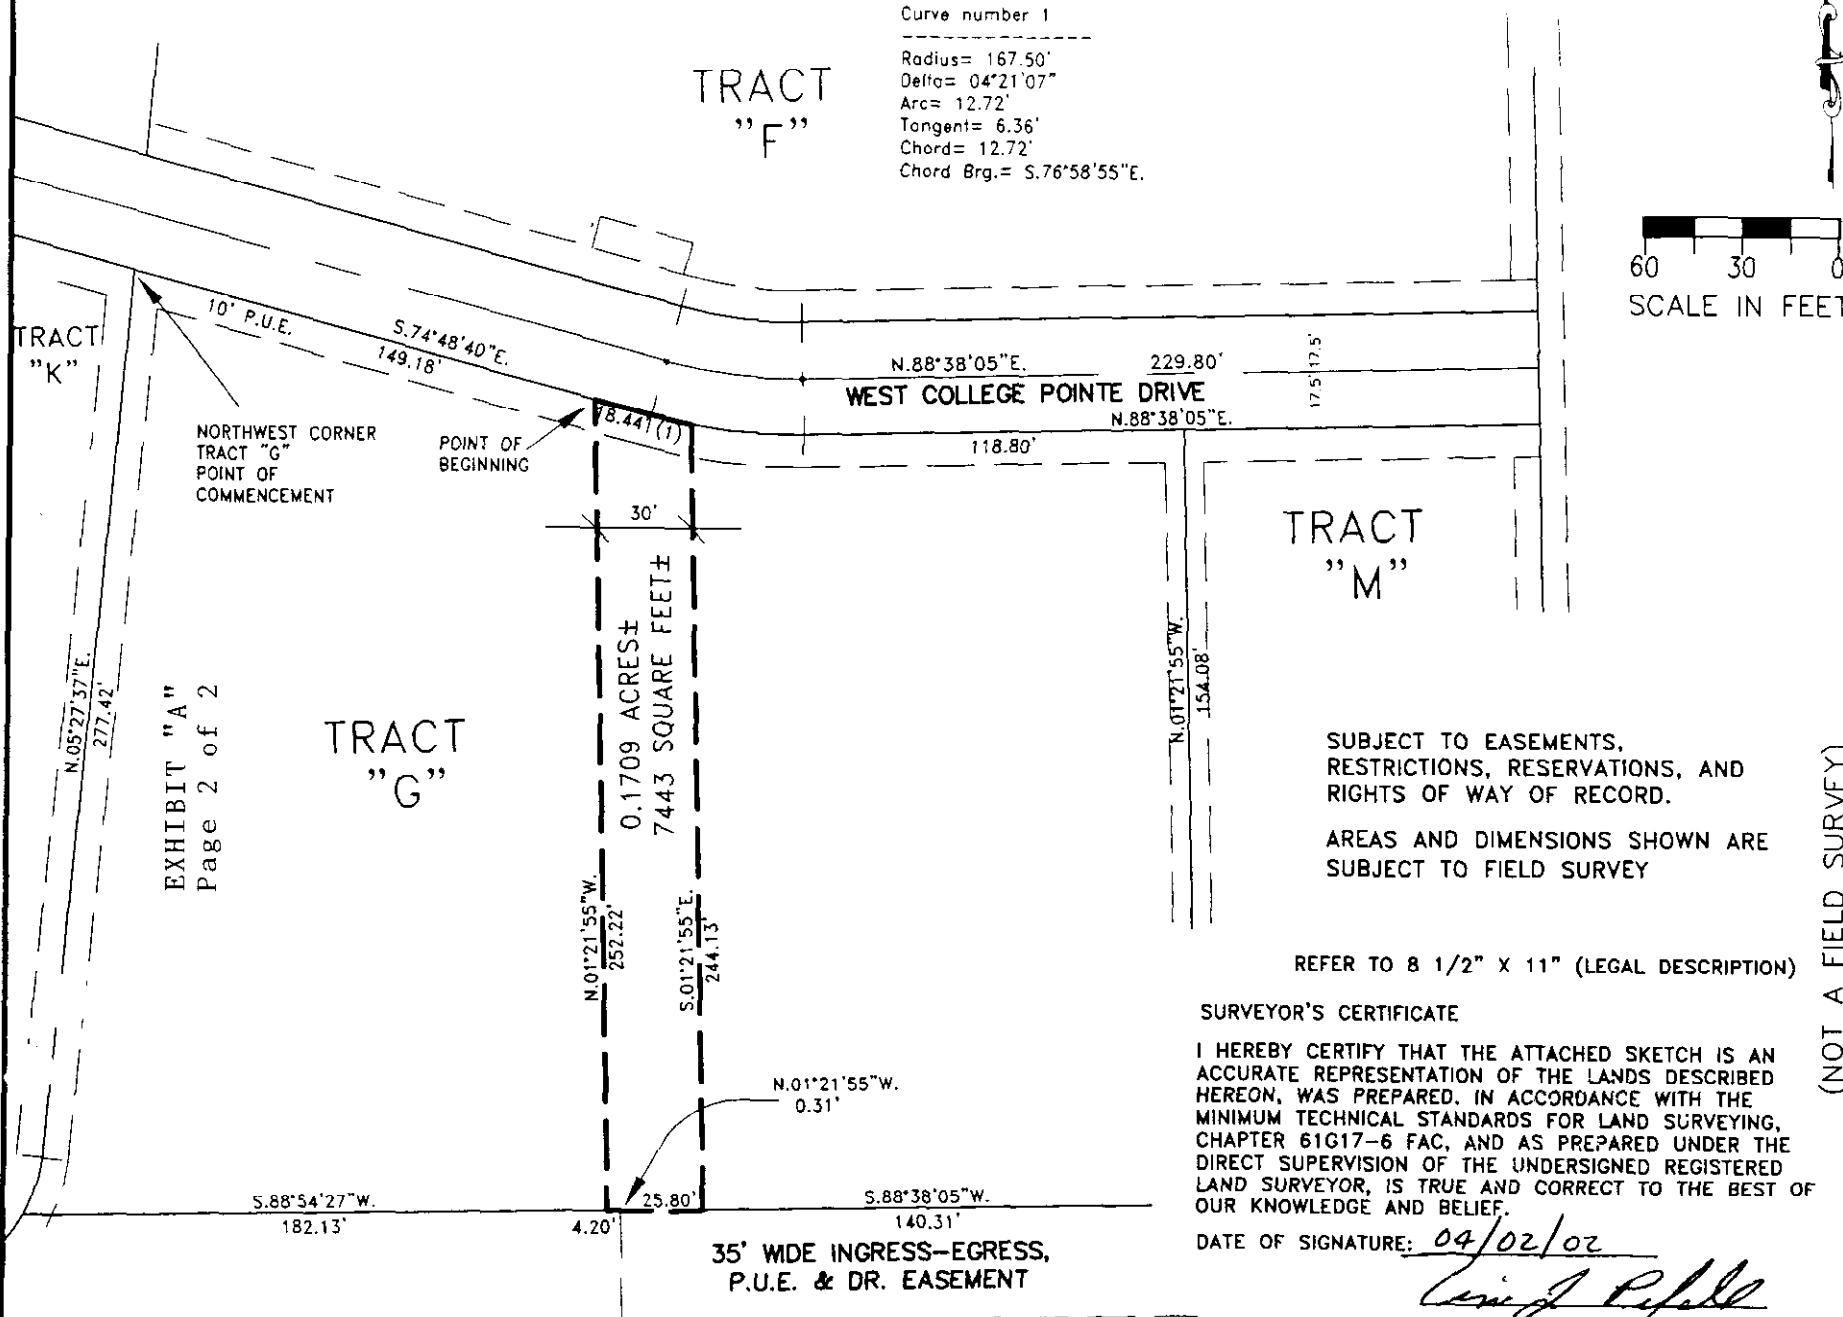 Curve number 1
Radius= 167.50'
Delta= 04°21'07"
Arc= 12.72'
Tangent= 6.36'
Chord= 12.72'
Chord Brg.= S.76°58'55"E.
TRACT
"F"
60 30 0
SCALE IN FEET
TRACT
"K"
10' P.U.E.
S.74°48'40"E.
149.18'
N.88°38'05"E. 229.80'
17.5' 17.5'
WEST COLLEGE POINTE DRIVE
N.88°38'05"E.
118.80'
NORTHWEST CORNER
TRACT "G"
POINT OF
COMMENCEMENT
POINT OF
BEGINNING
18.44' (1)
30'
TRACT
"M"
0.1709 ACRES±
7443 SQUARE FEET±
N.05°27'37"E.
277.42'
EXHIBIT "A"
Page 2 of 2
TRACT
"G"
N.01°21'55"W.
154.08'
SUBJECT TO EASEMENTS,
RESTRICTIONS, RESERVATIONS, AND
RIGHTS OF WAY OF RECORD.
AREAS AND DIMENSIONS SHOWN ARE
SUBJECT TO FIELD SURVEY
(NOT A FIELD SURVEY)
N.01°21'55"W.
252.22'
S.01°21'55"E.
244.13'
REFER TO 8 1/2" X 11" (LEGAL DESCRIPTION)
SURVEYOR'S CERTIFICATE
I HEREBY CERTIFY THAT THE ATTACHED SKETCH IS AN
ACCURATE REPRESENTATION OF THE LANDS DESCRIBED
HEREON, WAS PREPARED, IN ACCORDANCE WITH THE
MINIMUM TECHNICAL STANDARDS FOR LAND SURVEYING,
CHAPTER 61G17-6 FAC, AND AS PREPARED UNDER THE
DIRECT SUPERVISION OF THE UNDERSIGNED REGISTERED
LAND SURVEYOR, IS TRUE AND CORRECT TO THE BEST OF
OUR KNOWLEDGE AND BELIEF.
DATE OF SIGNATURE: 04/02/02
N.01°21'55"W.
0.31'
S.88°54'27"W.
182.13'
4.20'
25.80'
S.88°38'05"W.
140.31'
35' WIDE INGRESS-EGRESS,
P.U.E. & DR. EASEMENT